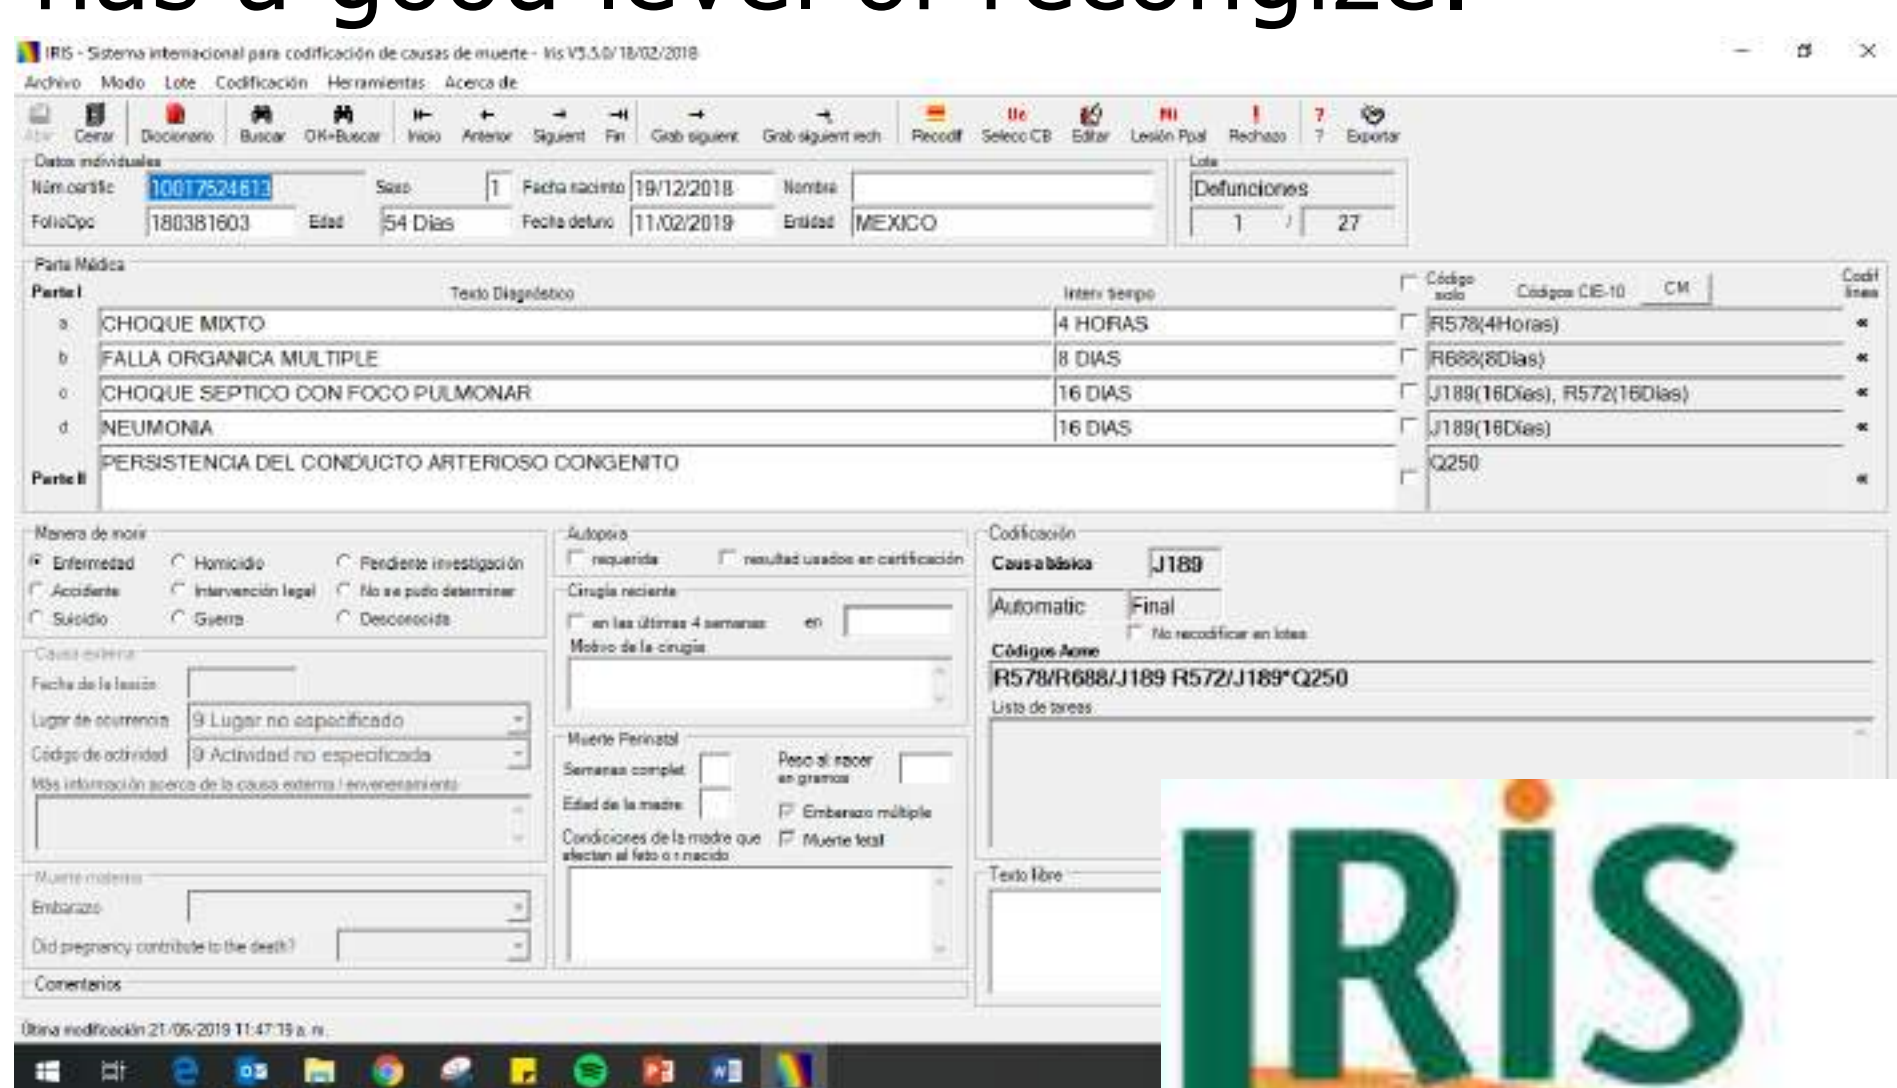 has a good level of recongize.
IRIS - Sistema internacional para codificación de causas de muerte - Iris V5.5.0/ 18/02/2018
Archivo Modo Lote Codificación Herramientas Acerca de
Abrir Cerrar Diccionario Buscar OK+Buscar Inicio Anterior Siguient Fin Grab siguient Grab siguient rech Recodif Selecc CB Editar Lesión Ppal Rechazo ? Exportar
Datos individuales Lote
Núm.certific 10017524613 Sexo 1 Fecha nacimto 19/12/2018 Nombre Defunciones
FolioDpc 180381603 Edad 54 Dias Fecha defunc 11/02/2019 Entidad MEXICO 1 / 27
Parte Médica
Parte I Texto Diagnóstico Interv tiempo Código solo Códigos CIE-10 CM Codif línea
a CHOQUE MIXTO 4 HORAS R578(4Horas) «
b FALLA ORGANICA MULTIPLE 8 DIAS R688(8Días) «
c CHOQUE SEPTICO CON FOCO PULMONAR 16 DIAS J189(16Días), R572(16Días) «
d NEUMONIA 16 DIAS J189(16Días) «
Parte II PERSISTENCIA DEL CONDUCTO ARTERIOSO CONGENITO Q250 «
Manera de morir Autopsia Codificación
Enfermedad Homicidio Pendiente investigación requerida resultad usados en certificación Causa básica J189
Accidente Intervención legal No se pudo determinar Cirugía reciente Automatic Final
Suicidio Guerra Desconocida en las últimas 4 semanas en No recodificar en lotes
Causa externa Motivo de la cirugía Códigos Acme
Fecha de la lesión R578/R688/J189 R572/J189*Q250
Lugar de ocurrencia 9 Lugar no especificado Lista de tareas
Código de actividad 9 Actividad no especificada Muerte Perinatal
Más información acerca de la causa externa / envenenamiento Semanas complet Peso al nacer en gramos
Edad de la madre Embarazo múltiple
Condiciones de la madre que afectan al feto o r.nacido Muerte fetal
Muerte materna Texto libre
Embarazo
Did pregnancy contribute to the death?
Comentarios
Última modificación 21/06/2019 11:47:19 a. m.
IRIS